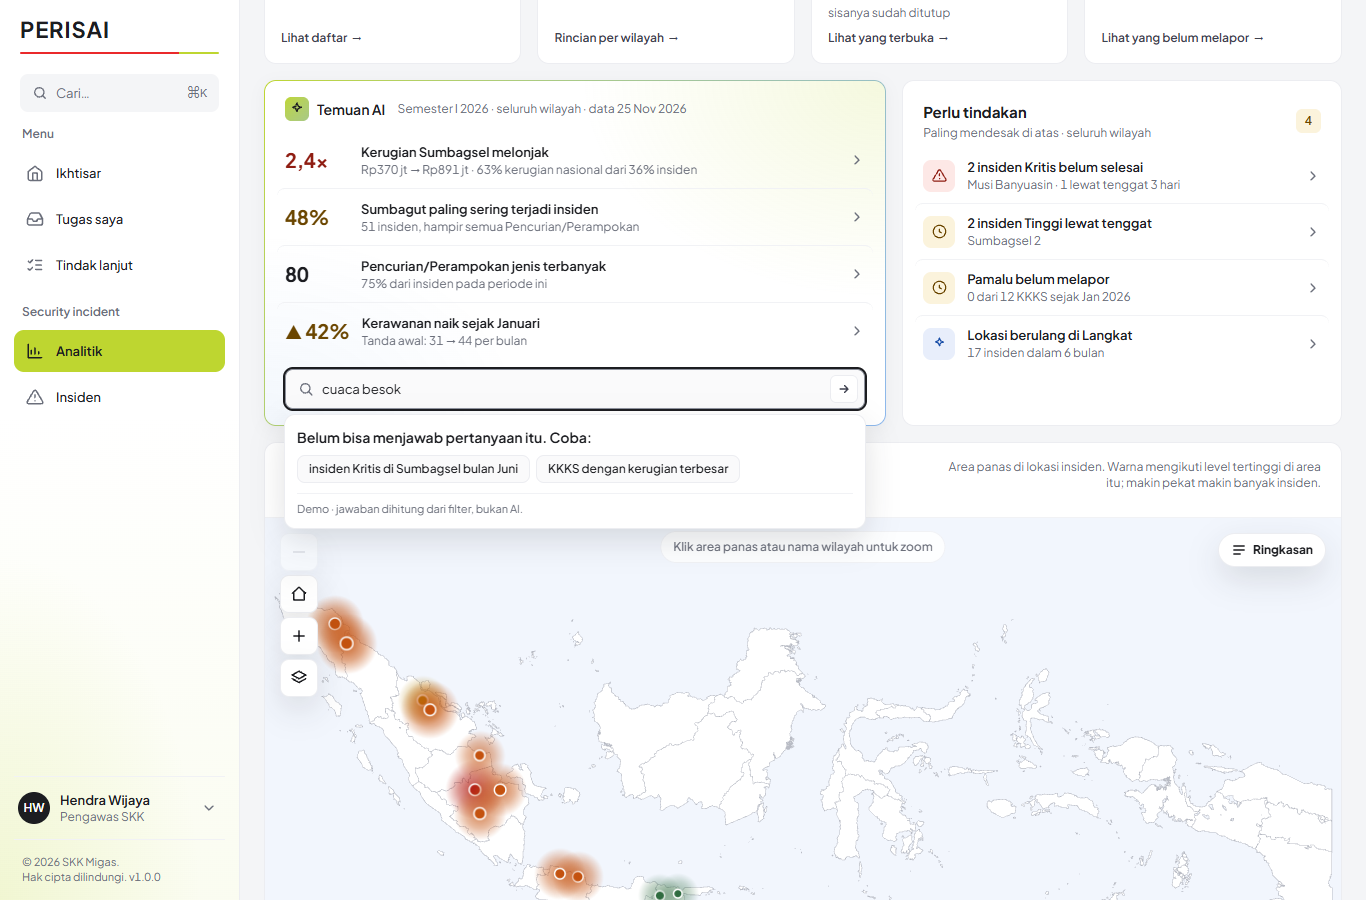 PERISAI
Cari...
⌘K
Menu
Ikhtisar
Tugas saya
Tindak lanjut
Security incident
Analitik
Insiden
HW
Hendra Wijaya
Pengawas SKK
© 2026 SKK Migas.
Hak cipta dilindungi. v1.0.0
Lihat daftar →
Rincian per wilayah →
sisanya sudah ditutup
Lihat yang terbuka →
Lihat yang belum melapor →
Temuan AI
Semester I 2026 · seluruh wilayah · data 25 Nov 2026
2,4×
Kerugian Sumbagsel melonjak
Rp370 jt → Rp891 jt · 63% kerugian nasional dari 36% insiden
48%
Sumbagut paling sering terjadi insiden
51 insiden, hampir semua Pencurian/Perampokan
80
Pencurian/Perampokan jenis terbanyak
75% dari insiden pada periode ini
▲42%
Kerawanan naik sejak Januari
Tanda awal: 31 → 44 per bulan
cuaca besok
Belum bisa menjawab pertanyaan itu. Coba:
insiden Kritis di Sumbagsel bulan Juni
KKKS dengan kerugian terbesar
Demo · jawaban dihitung dari filter, bukan AI.
Perlu tindakan
Paling mendesak di atas · seluruh wilayah
4
2 insiden Kritis belum selesai
Musi Banyuasin · 1 lewat tenggat 3 hari
2 insiden Tinggi lewat tenggat
Sumbagsel 2
Pamalu belum melapor
0 dari 12 KKKS sejak Jan 2026
Lokasi berulang di Langkat
17 insiden dalam 6 bulan
Area panas di lokasi insiden. Warna mengikuti level tertinggi di area
itu; makin pekat makin banyak insiden.
Klik area panas atau nama wilayah untuk zoom
Ringkasan